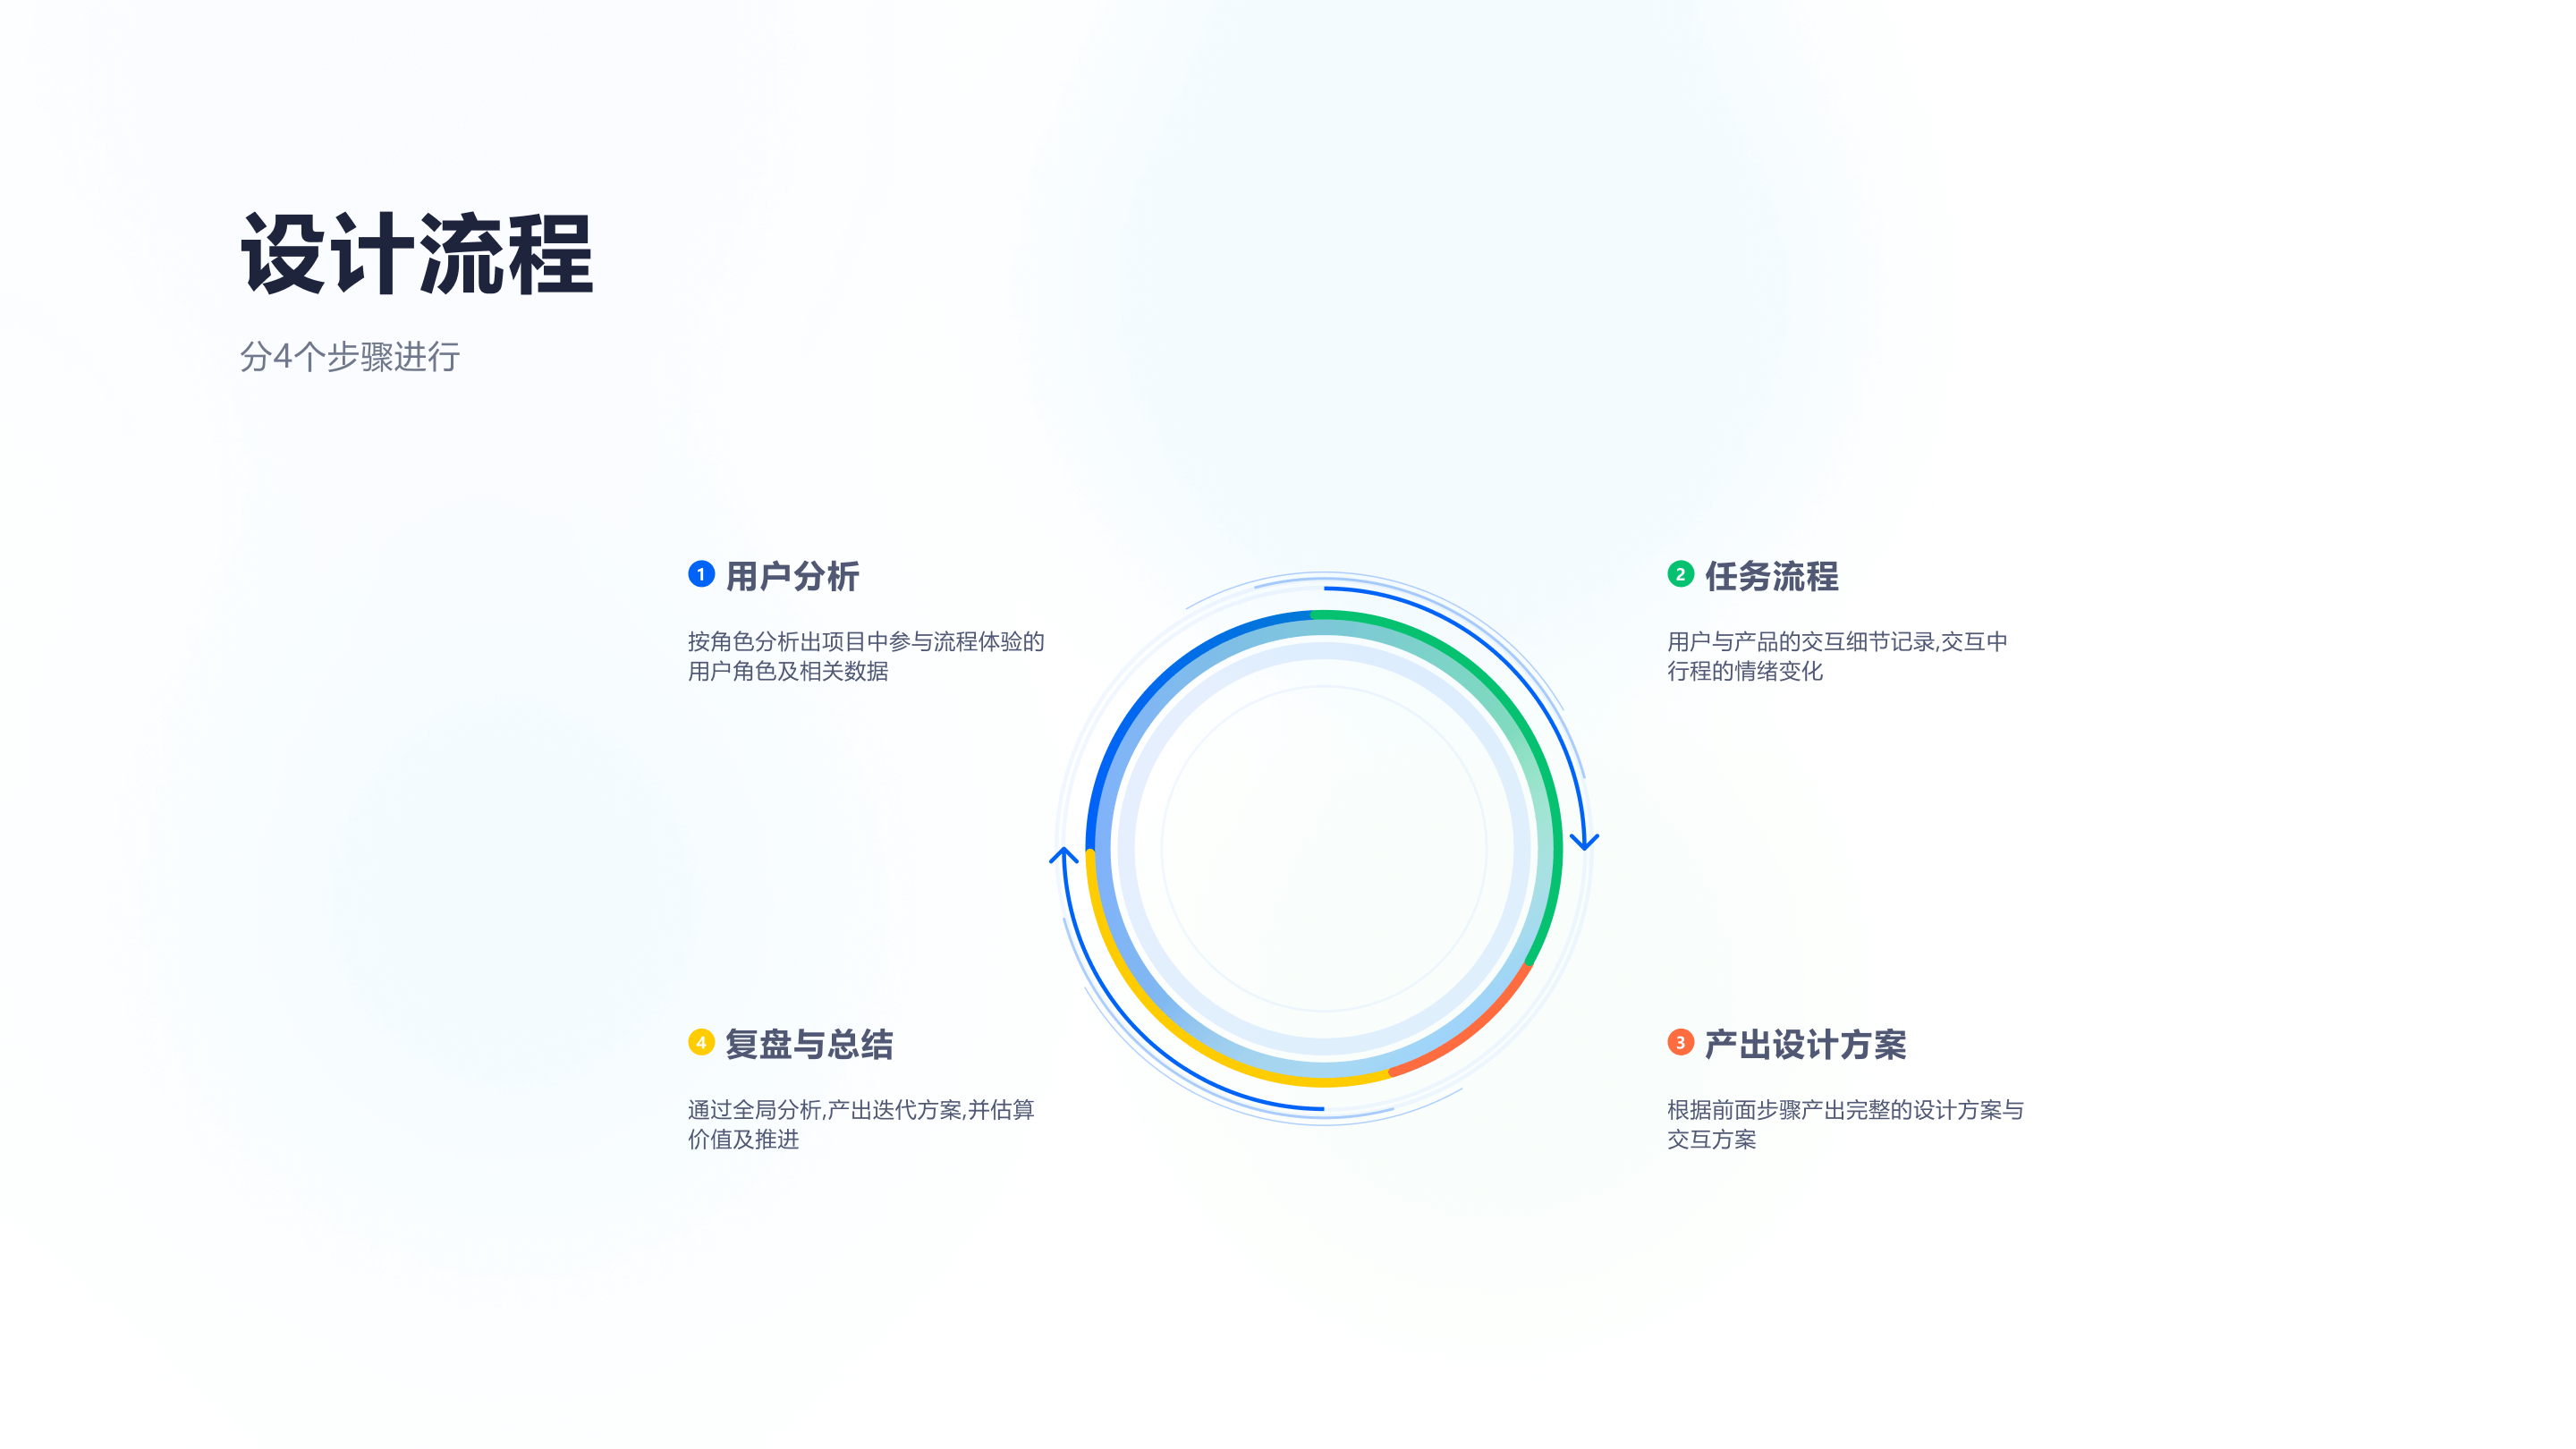 设计流程
分4个步骤进行
1 用户分析
按角色分析出项目中参与流程体验的
用户角色及相关数据
2 任务流程
用户与产品的交互细节记录,交互中
行程的情绪变化
4 复盘与总结
通过全局分析,产出迭代方案,并估算
价值及推进
3 产出设计方案
根据前面步骤产出完整的设计方案与
交互方案